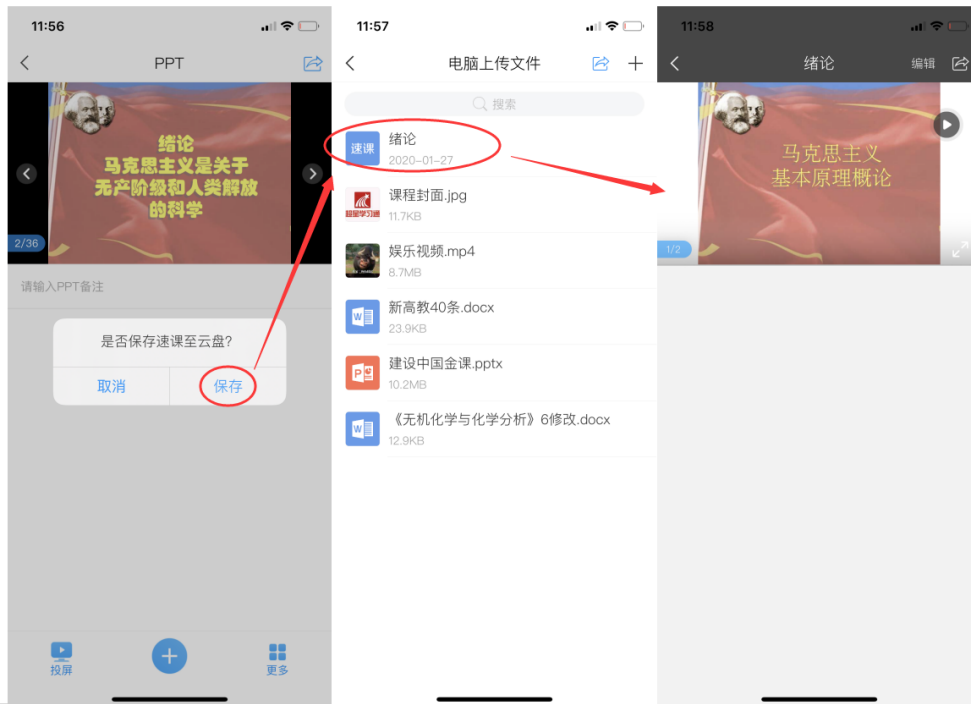 11:56
PPT
绪论
马克思主义是关于
无产阶级和人类解放
的科学
2/36
请输入PPT备注
是否保存速课至云盘?
取消
保存
投屏
更多
11:57
电脑上传文件
搜索
速课
绪论
2020-01-27
课程封面.jpg
超星学习通
11.7KB
娱乐视频.mp4
8.7MB
新高教40条.docx
23.9KB
建设中国金课.pptx
10.2MB
《无机化学与化学分析》6修改.docx
12.9KB
11:58
绪论
编辑
马克思主义
基本原理概论
1/2